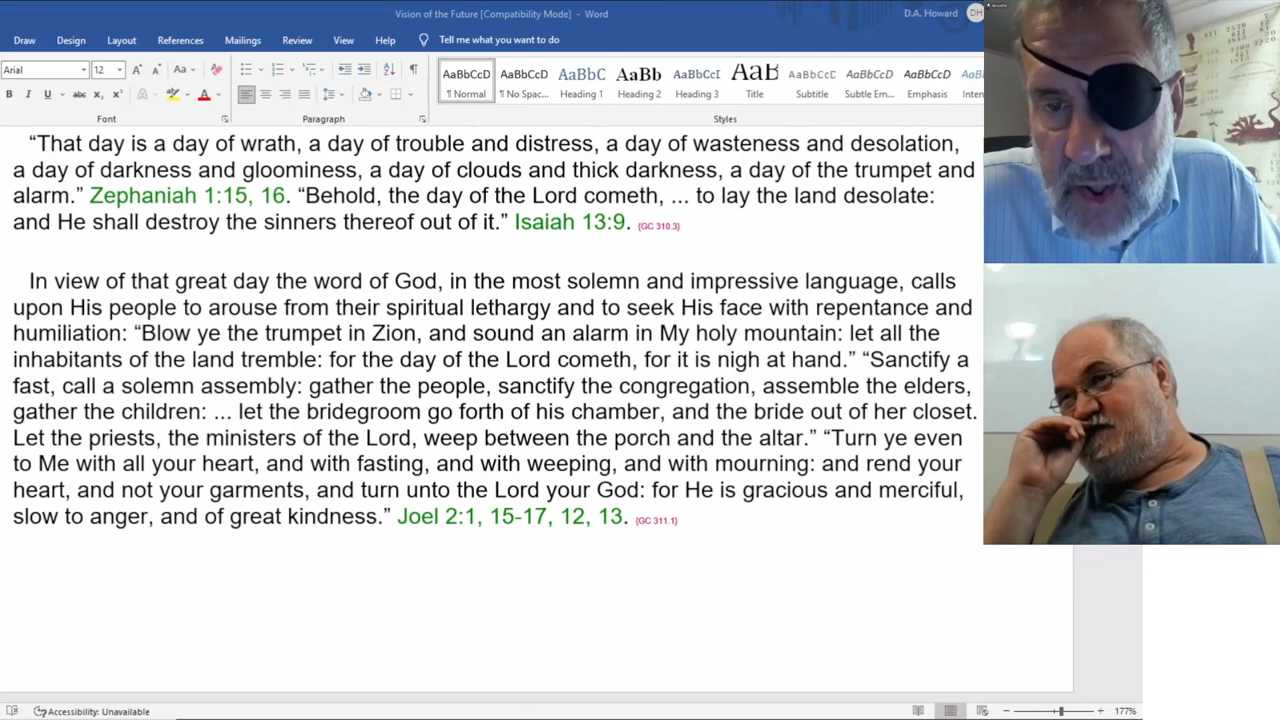 Vision of the Future [Compatibility Mode] - Word
D.A. Howard DH
Draw Design Layout References Mailings Review View Help Tell me what you want to do
Arial 12 Aa
AaBbCcD AaBbCcD AaBbC AaBb AaBbCcI AaB AaBbCcD AaBbCcD AaBbCcD
B I U abc x₂ x² A A
¶ Normal ¶ No Spac... Heading 1 Heading 2 Heading 3 Title Subtitle Subtle Em... Emphasis
Font Paragraph Styles
“That day is a day of wrath, a day of trouble and distress, a day of wasteness and desolation,
a day of darkness and gloominess, a day of clouds and thick darkness, a day of the trumpet and
alarm.” Zephaniah 1:15, 16. “Behold, the day of the Lord cometh, ... to lay the land desolate:
and He shall destroy the sinners thereof out of it.” Isaiah 13:9. {GC 310.3}
In view of that great day the word of God, in the most solemn and impressive language, calls
upon His people to arouse from their spiritual lethargy and to seek His face with repentance and
humiliation: “Blow ye the trumpet in Zion, and sound an alarm in My holy mountain: let all the
inhabitants of the land tremble: for the day of the Lord cometh, for it is nigh at hand.” “Sanctify a
fast, call a solemn assembly: gather the people, sanctify the congregation, assemble the elders,
gather the children: ... let the bridegroom go forth of his chamber, and the bride out of her closet.
Let the priests, the ministers of the Lord, weep between the porch and the altar.” “Turn ye even
to Me with all your heart, and with fasting, and with weeping, and with mourning: and rend your
heart, and not your garments, and turn unto the Lord your God: for He is gracious and merciful,
slow to anger, and of great kindness.” Joel 2:1, 15-17, 12, 13. {GC 311.1}
Accessibility: Unavailable
177%